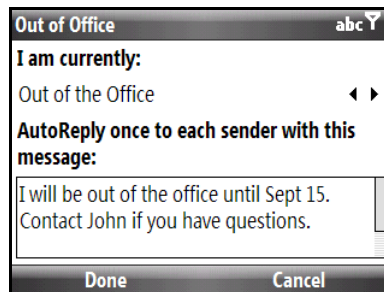 Out of Office abc
I am currently:
Out of the Office
AutoReply once to each sender with this
message:
I will be out of the office until Sept 15.
Contact John if you have questions.
Done Cancel